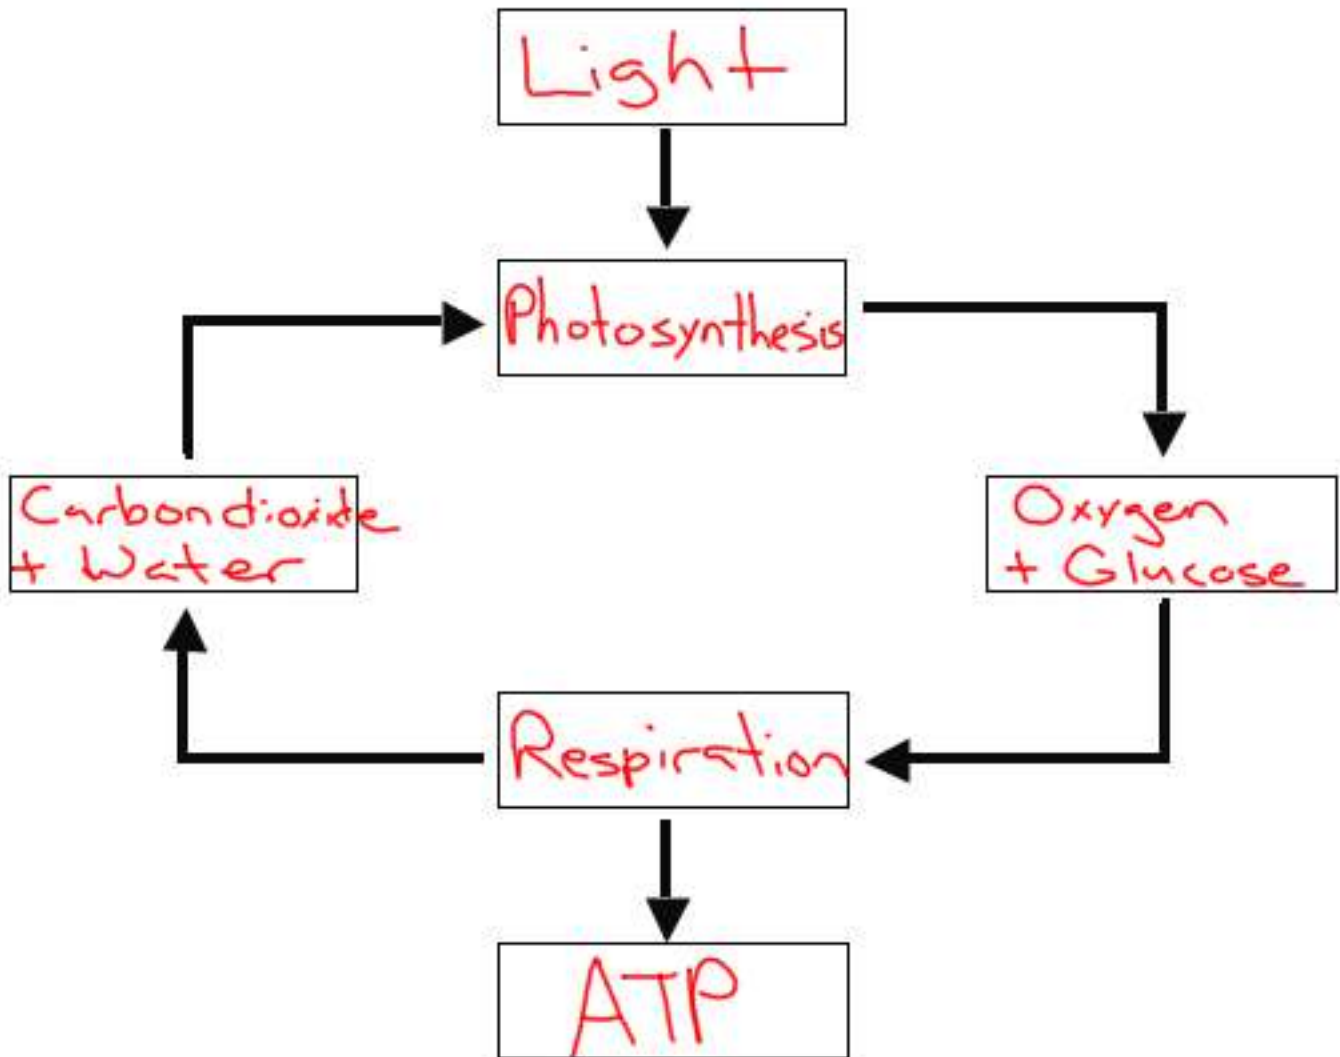 Light
Photosynthesis
Carbondioxide
+ Water
Oxygen
+ Glucose
Respiration
ATP